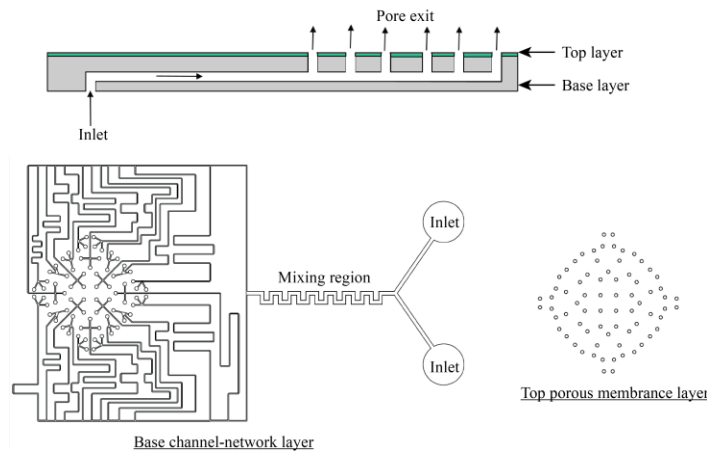 Pore exit
Top layer
Base layer
Inlet
Inlet
Mixing region
Inlet
Top porous membrance layer
Base channel-network layer